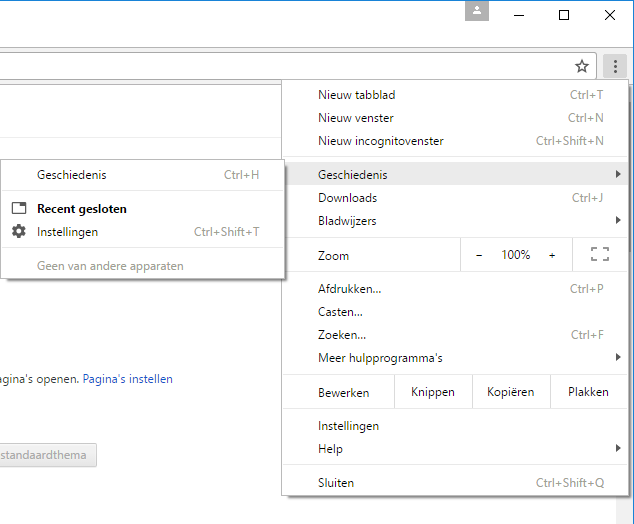 Nieuw tabblad Ctrl+T
Nieuw venster Ctrl+N
Nieuw incognitovenster Ctrl+Shift+N
Geschiedenis
Downloads Ctrl+J
Bladwijzers
Zoom - 100% +
Afdrukken... Ctrl+P
Casten...
Zoeken... Ctrl+F
Meer hulpprogramma's
Bewerken Knippen Kopiëren Plakken
Instellingen
Help
Sluiten Ctrl+Shift+Q
Geschiedenis Ctrl+H
Recent gesloten
Instellingen Ctrl+Shift+T
Geen van andere apparaten
agina's openen. Pagina's instellen
standaardthema